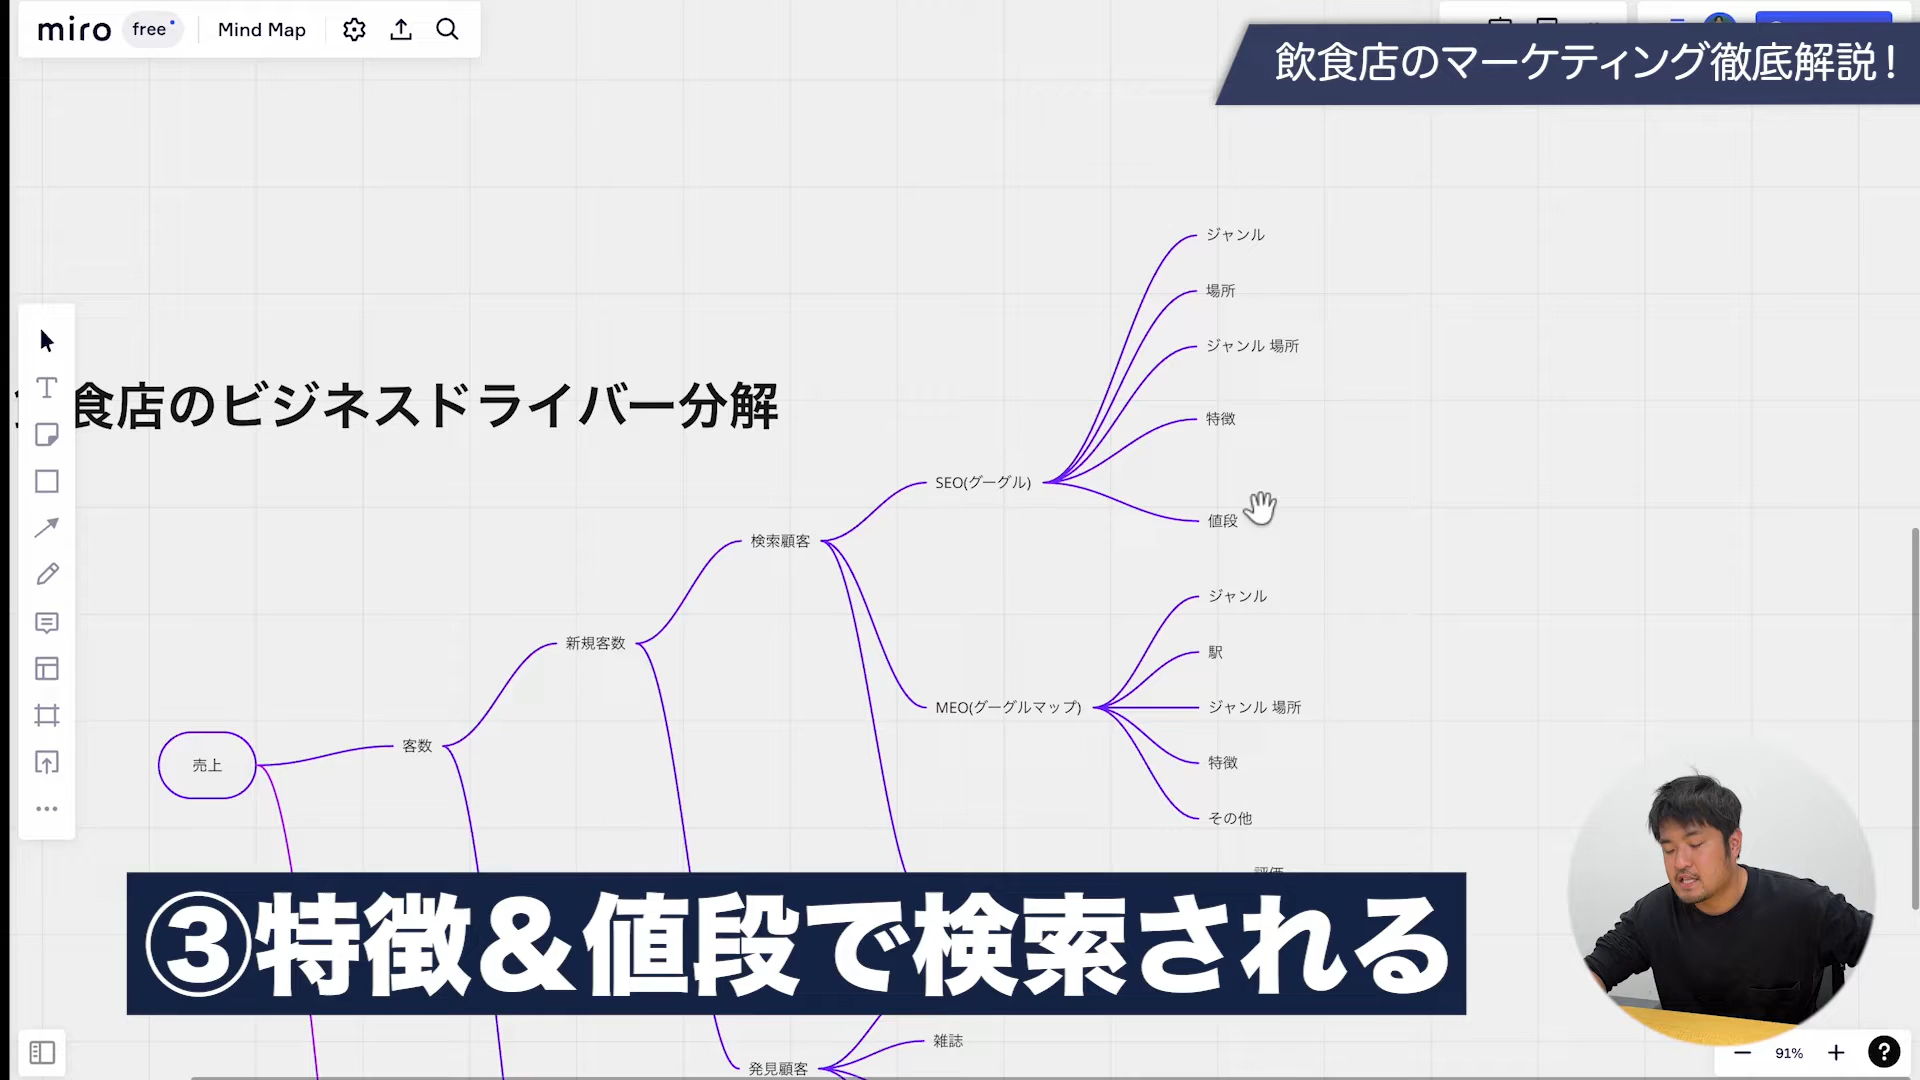 miro free Mind Map
飲食店のマーケティング徹底解説！
ジャンル
場所
ジャンル 場所
食店のビジネスドライバー分解
特徴
SEO(グーグル)
値段
検索顧客
ジャンル
新規客数
駅
MEO(グーグルマップ)
ジャンル 場所
客数
売上
特徴
その他
評価
③特徴&値段で検索される
雑誌
発見顧客
91%